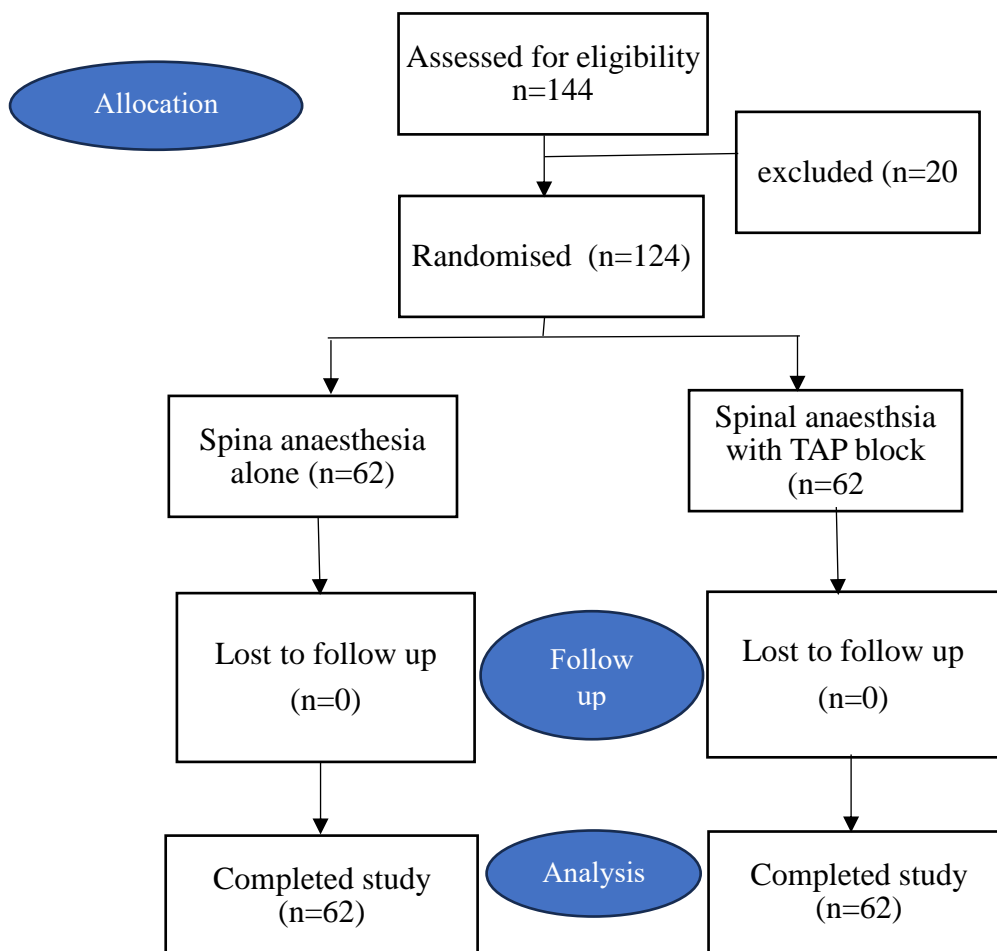 Assessed for eligibility
n=144
Allocation
excluded (n=20
Randomised  (n=124)
Spina anaesthesia
alone (n=62)
Spinal anaesthsia
with TAP block
(n=62
Lost to follow up
(n=0)
Follow
up
Lost to follow up
(n=0)
Completed study
(n=62)
Analysis
Completed study
(n=62)